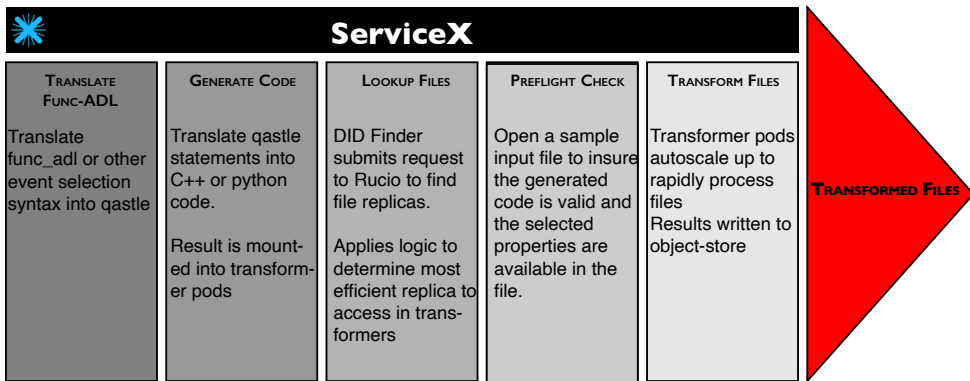 ServiceX
TRANSLATE
FUNC-ADL
Translate
func_adl or other
event selection
syntax into qastle
GENERATE CODE
Translate qastle
statements into
C++ or python
code.
Result is mount-
ed into transform-
er pods
LOOKUP FILES
DID Finder
submits request
to Rucio to find
file replicas.
Applies logic to
determine most
efficient replica to
access in trans-
formers
PREFLIGHT CHECK
Open a sample
input file to insure
the generated
code is valid and
the selected
properties are
available in the
file.
TRANSFORM FILES
Transformer pods
autoscale up to
rapidly process
files
Results written to
object-store
TRANSFORMED FILES